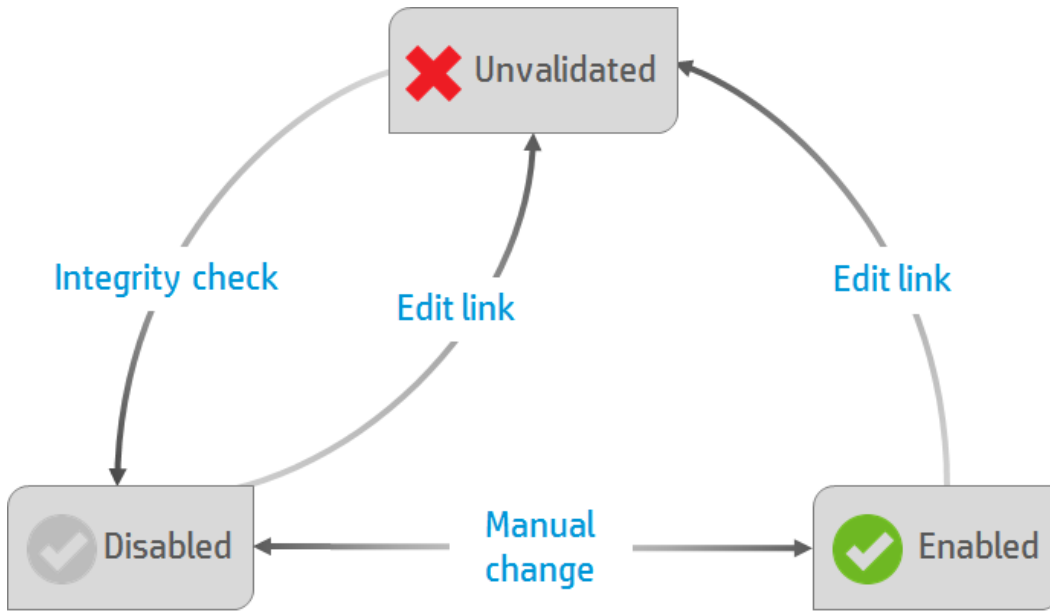 Unvalidated
Integrity check
Edit link
Edit link
Disabled
Manual
change
Enabled